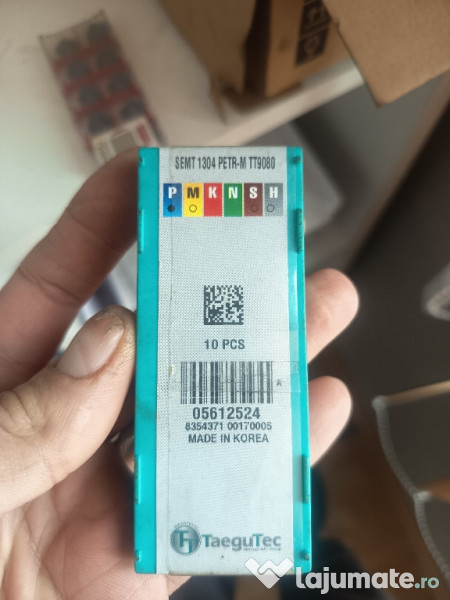 SEMT 1304 PETR-M TT9080
P M K N S H
10 PCS
A
05612524
8354371 00170005
MADE IN KOREA
TaeguTec
lajumate.ro